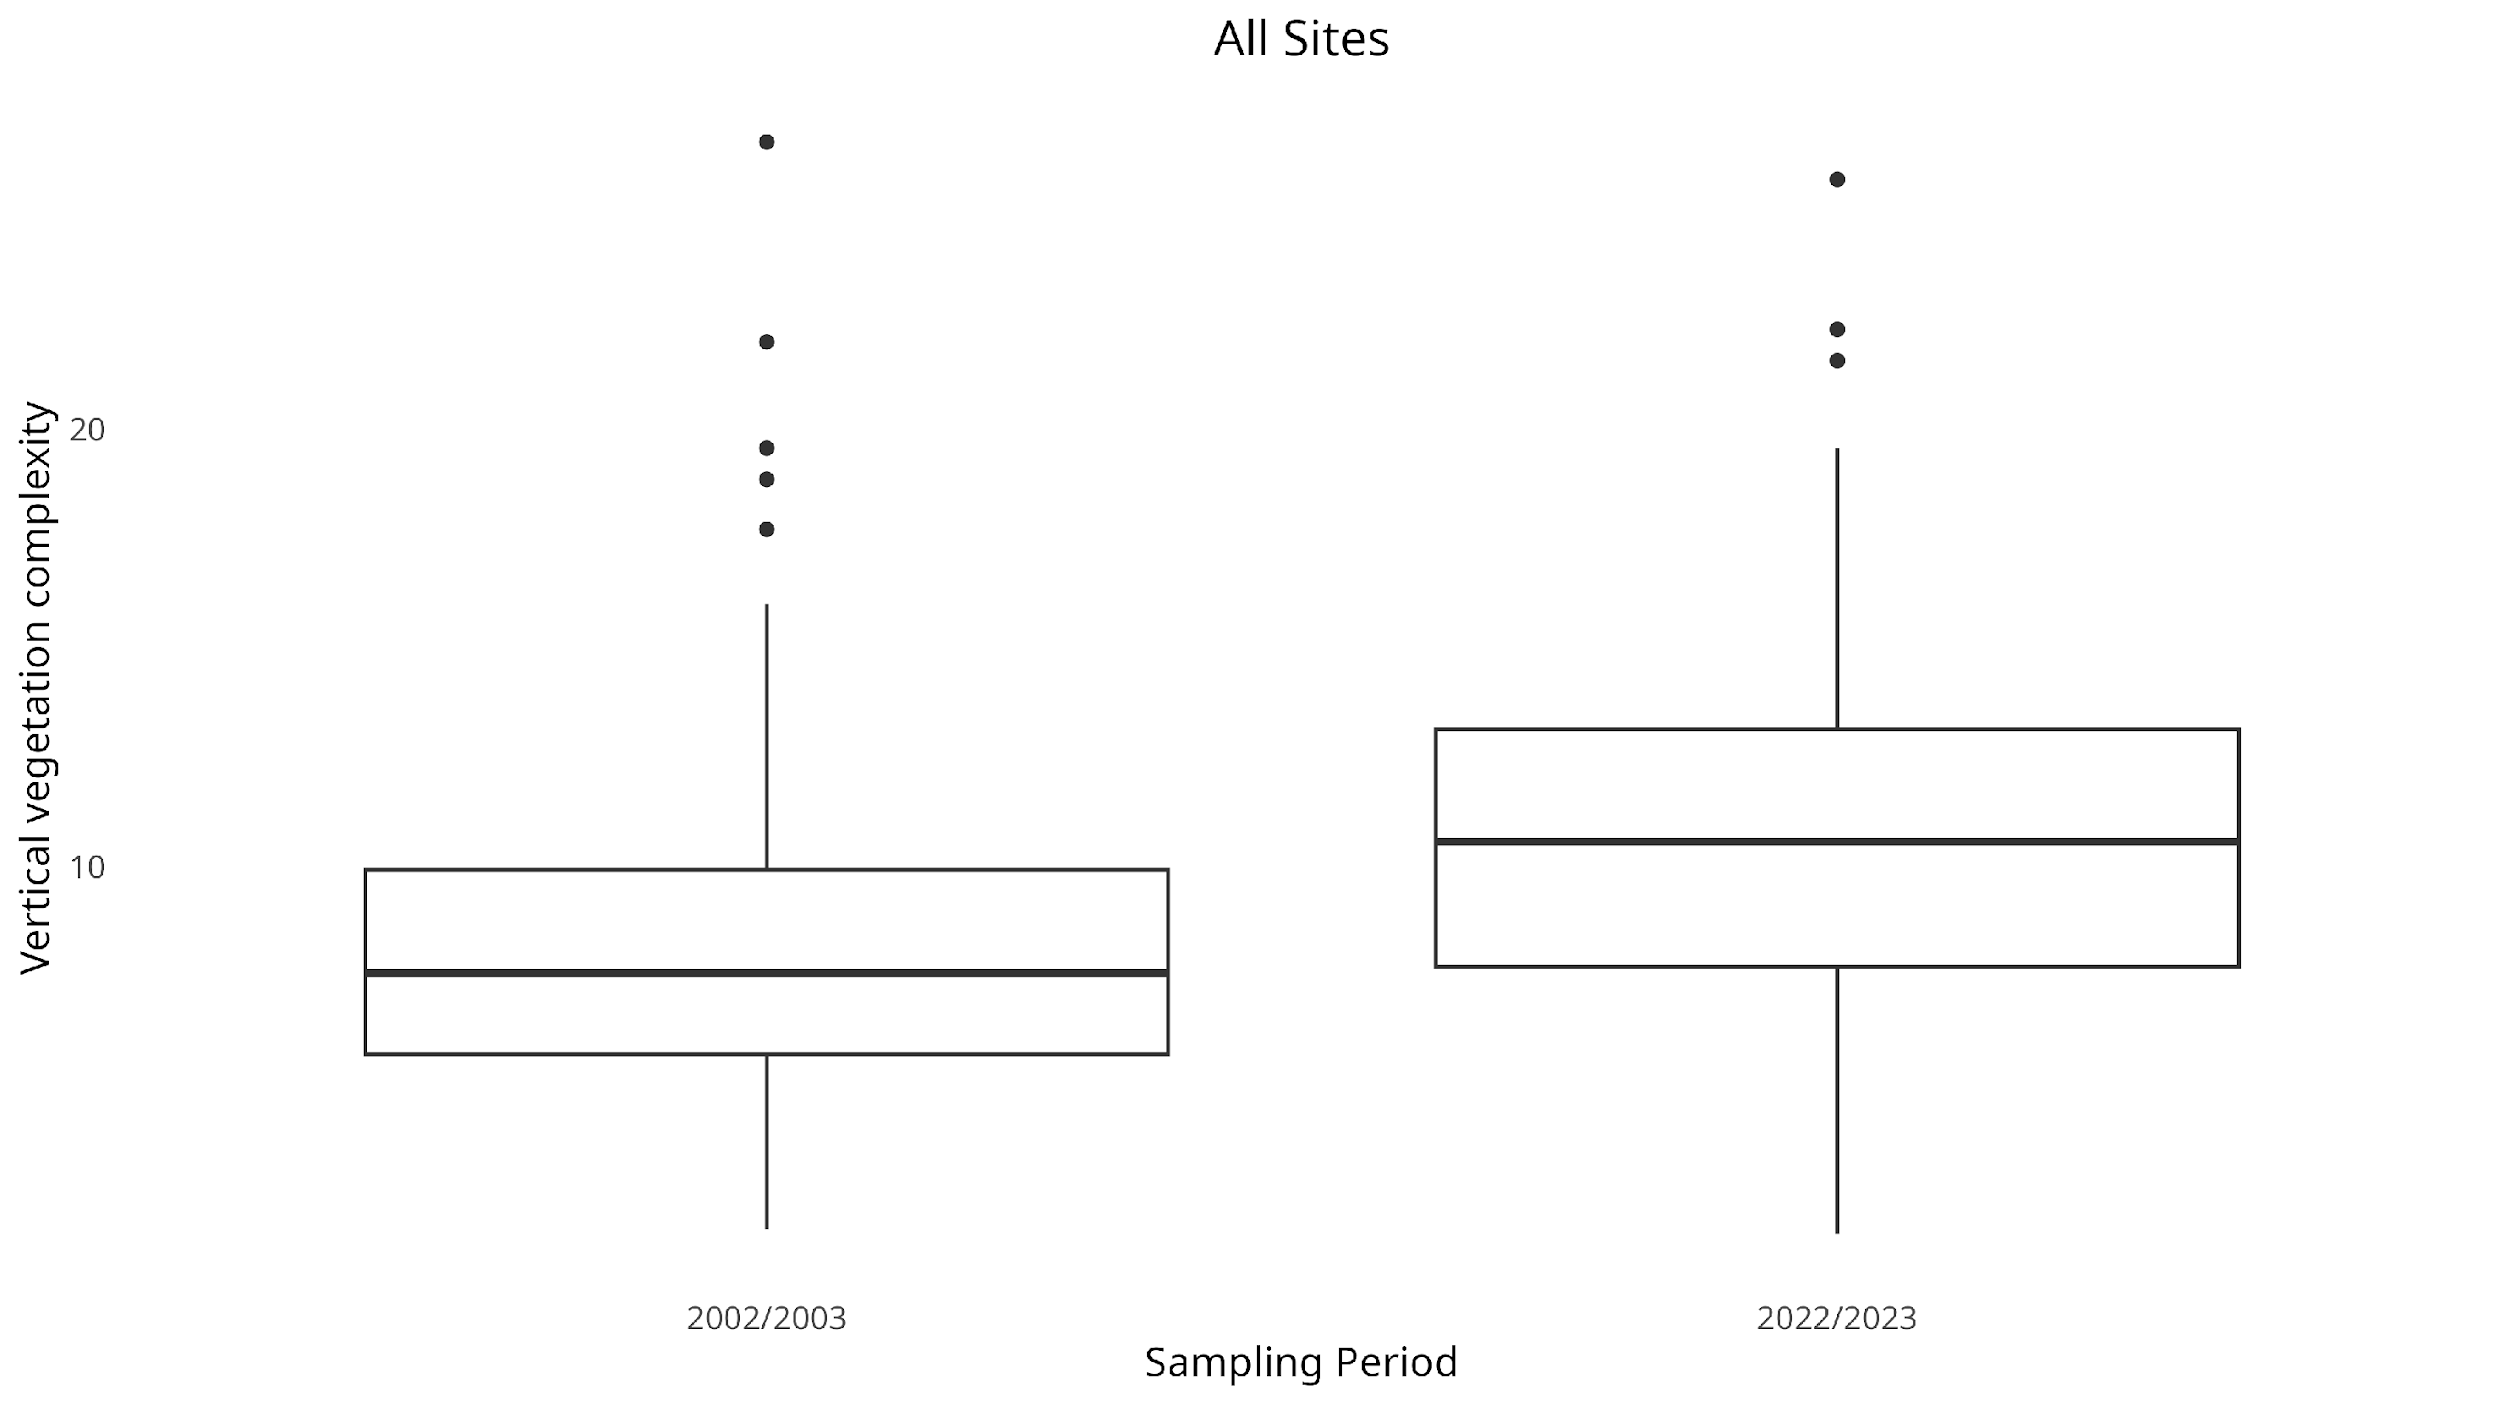 All Sites
Vertical vegetation complexity
20
10
2002/2003
2022/2023
Sampling Period